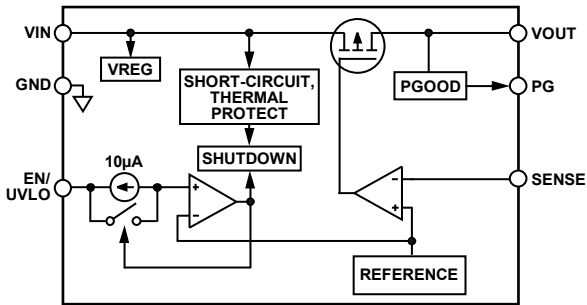 VIN
VOUT
VREG
GND
SHORT-CIRCUIT,
THERMAL
PROTECT
PGOOD
PG
10µA
SHUTDOWN
EN/
UVLO
+
−
−
+
SENSE
REFERENCE